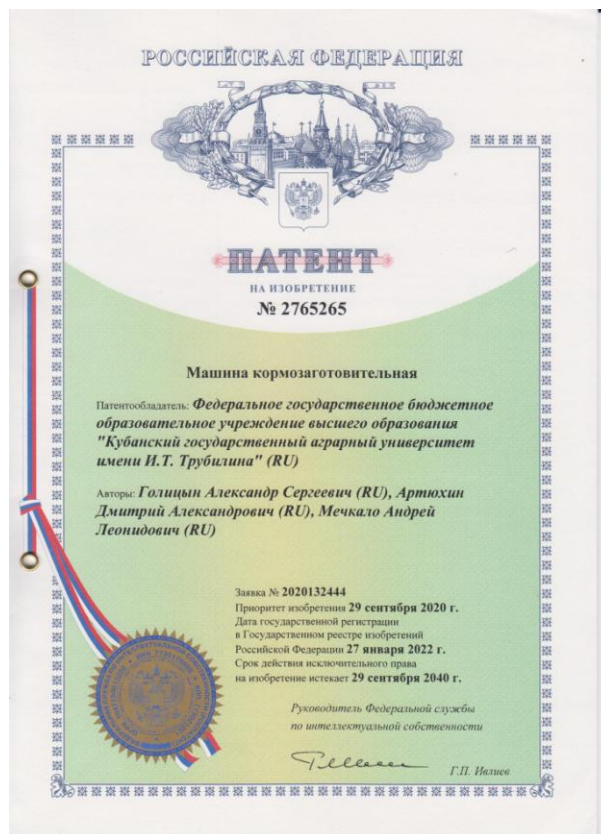 РОССИЙСКАЯ ФЕДЕРАЦИЯ
ПАТЕНТ
НА ИЗОБРЕТЕНИЕ
№ 2765265
Машина кормозаготовительная
Патентообладатель: Федеральное государственное бюджетное
образовательное учреждение высшего образования
"Кубанский государственный аграрный университет
имени И.Т. Трубилина" (RU)
Авторы: Голицын Александр Сергеевич (RU), Артюхин
Дмитрий Александрович (RU), Мечкало Андрей
Леонидович (RU)
Заявка № 2020132444
Приоритет изобретения 29 сентября 2020 г.
Дата государственной регистрации
в Государственном реестре изобретений
Российской Федерации 27 января 2022 г.
Срок действия исключительного права
на изобретение истекает 29 сентября 2040 г.
Руководитель Федеральной службы
по интеллектуальной собственности
Г.П. Ивлиев